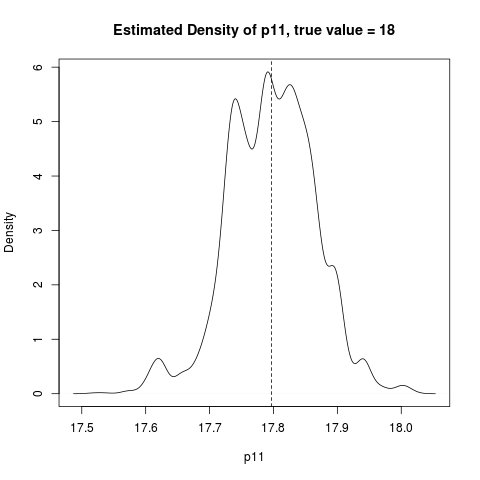 Estimated Density of p11, true value = 18
6
5
4
3
2
1
0
Density
17.5 17.6 17.7 17.8 17.9 18.0
p11